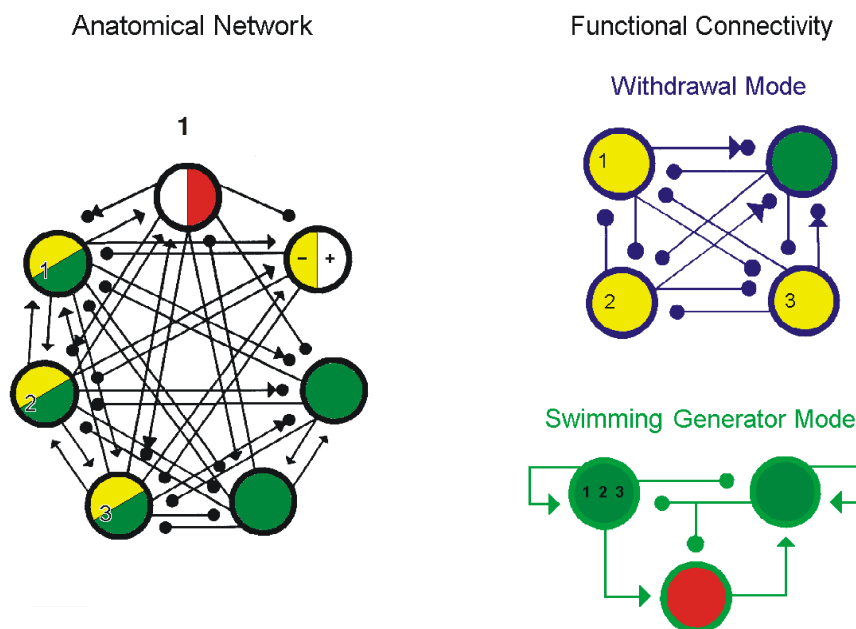 Anatomical Network
Functional Connectivity
Withdrawal Mode
1
1
- +
2
3
1
2
3
Swimming Generator Mode
1 2 3